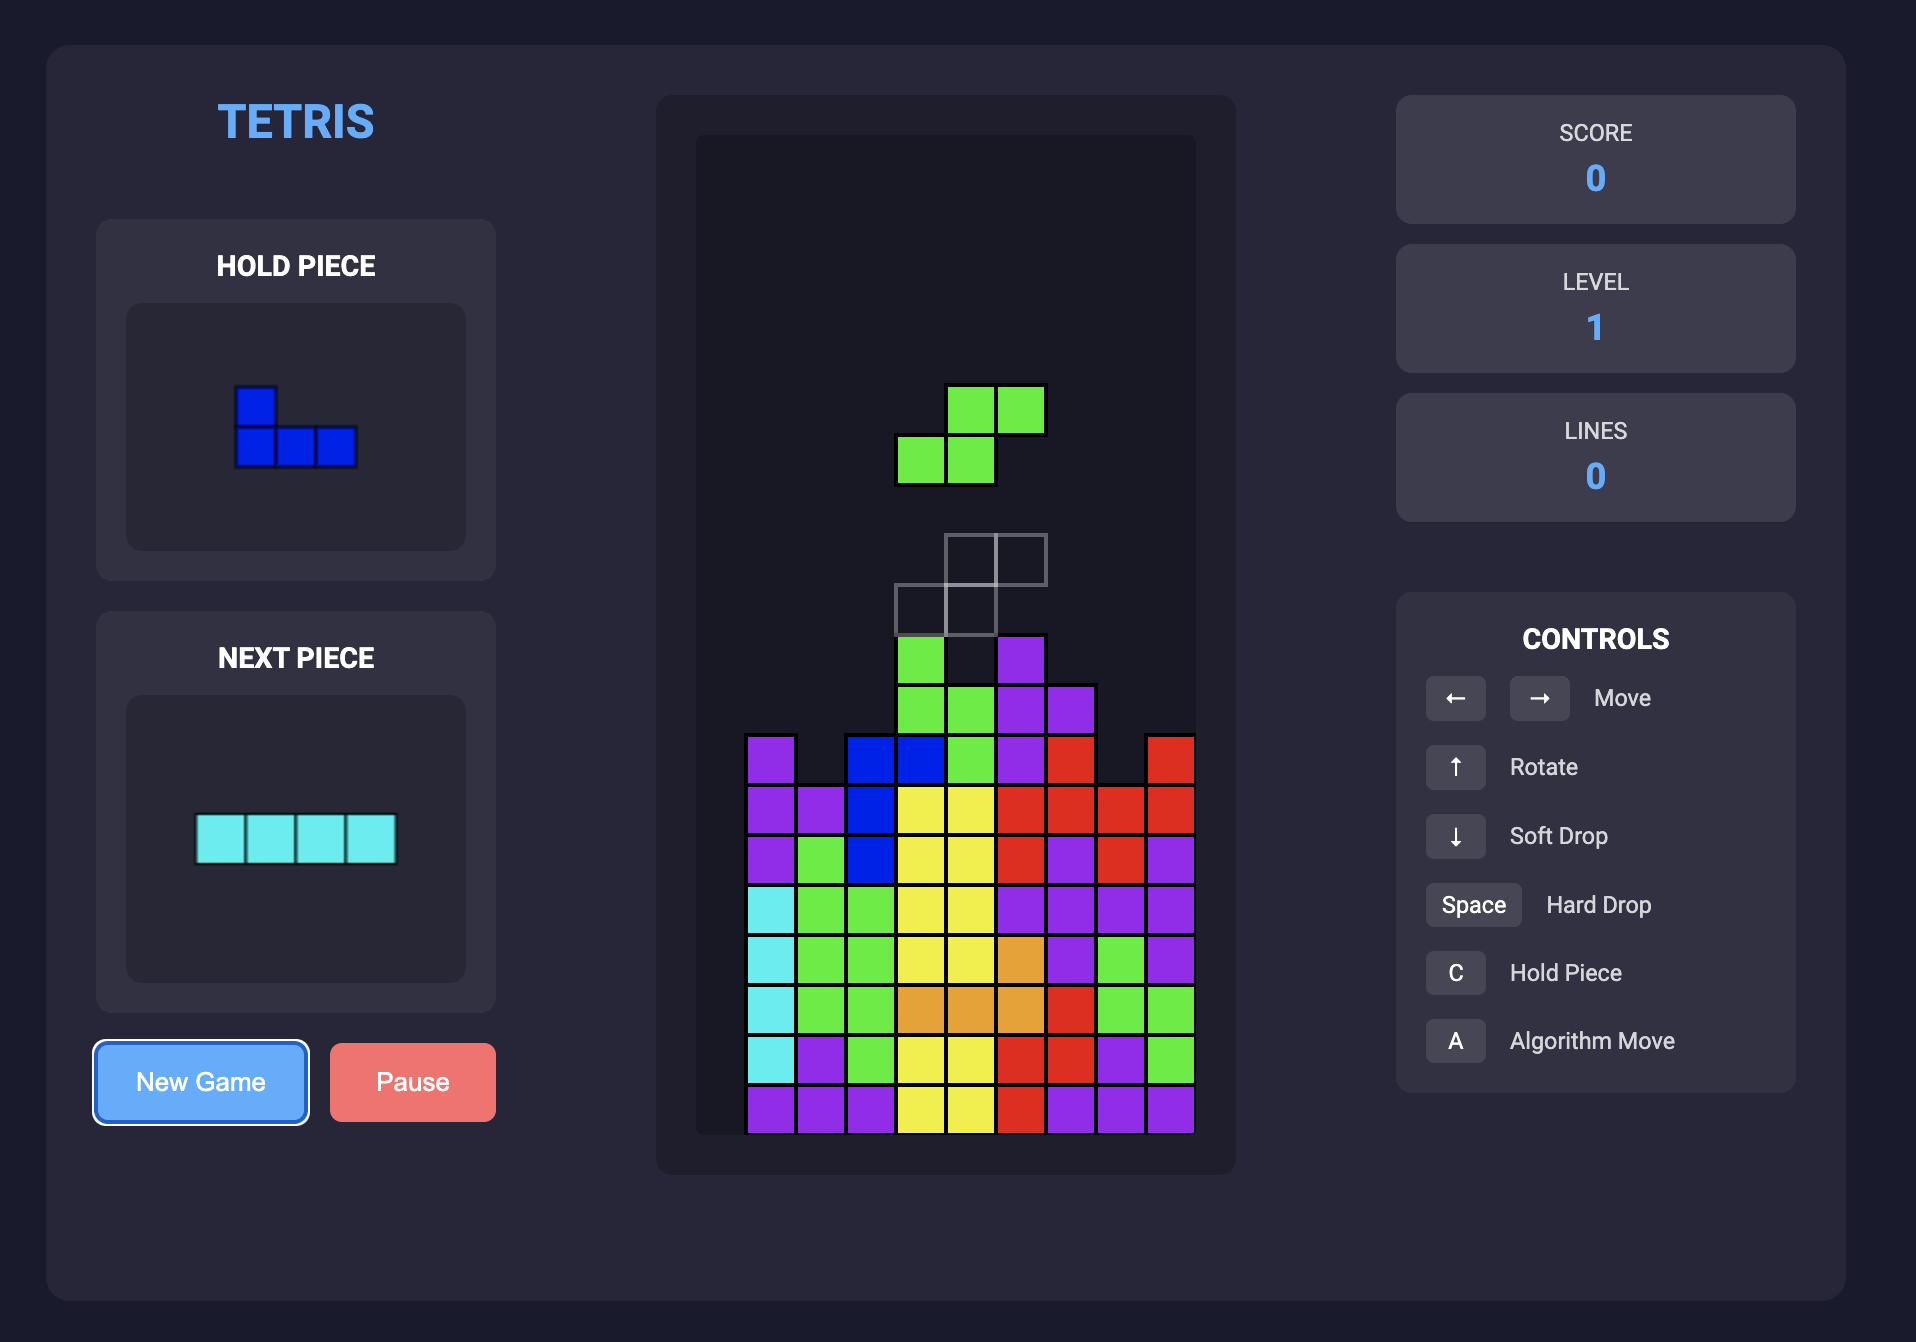 TETRIS
HOLD PIECE
NEXT PIECE
New Game
Pause
SCORE
0
LEVEL
1
LINES
0
CONTROLS
← → Move
↑ Rotate
↓ Soft Drop
Space Hard Drop
C Hold Piece
A Algorithm Move